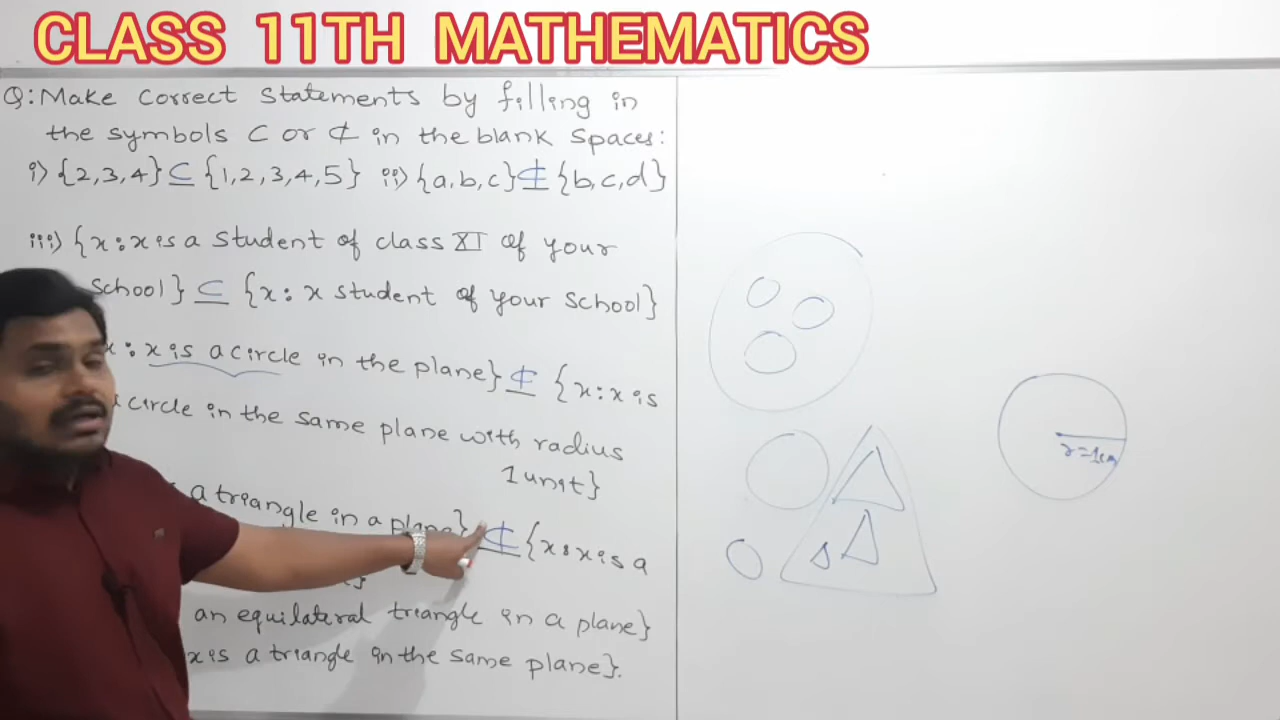 CLASS 11TH MATHEMATICS
Q: Make correct statements by filling in
the symbols ⊂ or ⊄ in the blank spaces:
i) {2,3,4} ⊂ {1,2,3,4,5} ii) {a,b,c} ⊄ {b,c,d}
iii) {x : x is a student of class XI of your
school} ⊂ {x : x student of your school}
x : x is a circle in the plane} ⊄ {x : x is
circle in the same plane with radius
1 unit}
a triangle in a plane} ⊄ {x : x is a
an equilateral triangle in a plane}
x is a triangle in the same plane}.
r=1cm